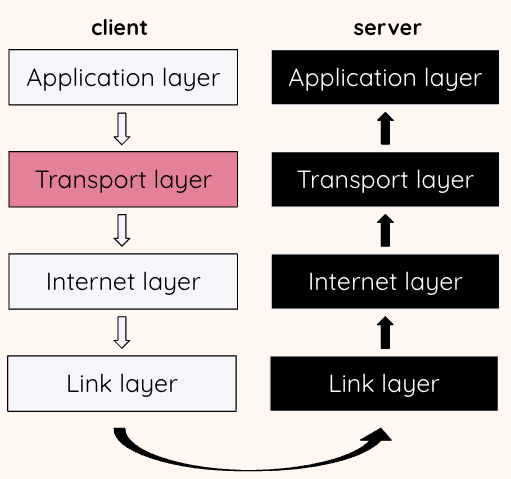 client
server
Application layer
Application layer
Transport layer
Transport layer
Internet layer
Internet layer
Link layer
Link layer